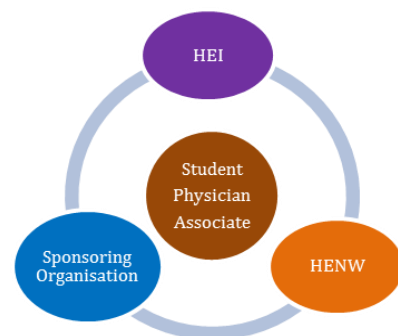 HEI
Student
Physician
Associate
Sponsoring
Organisation
HENW